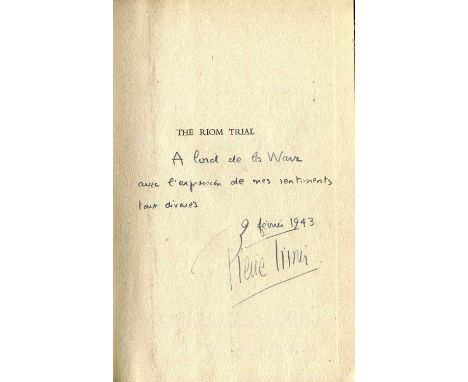 THE RIOM TRIAL
A lord de la Warr
avec l'expression de mes sentiments
tout dévoués
9 février 1943
Pierre Tissier